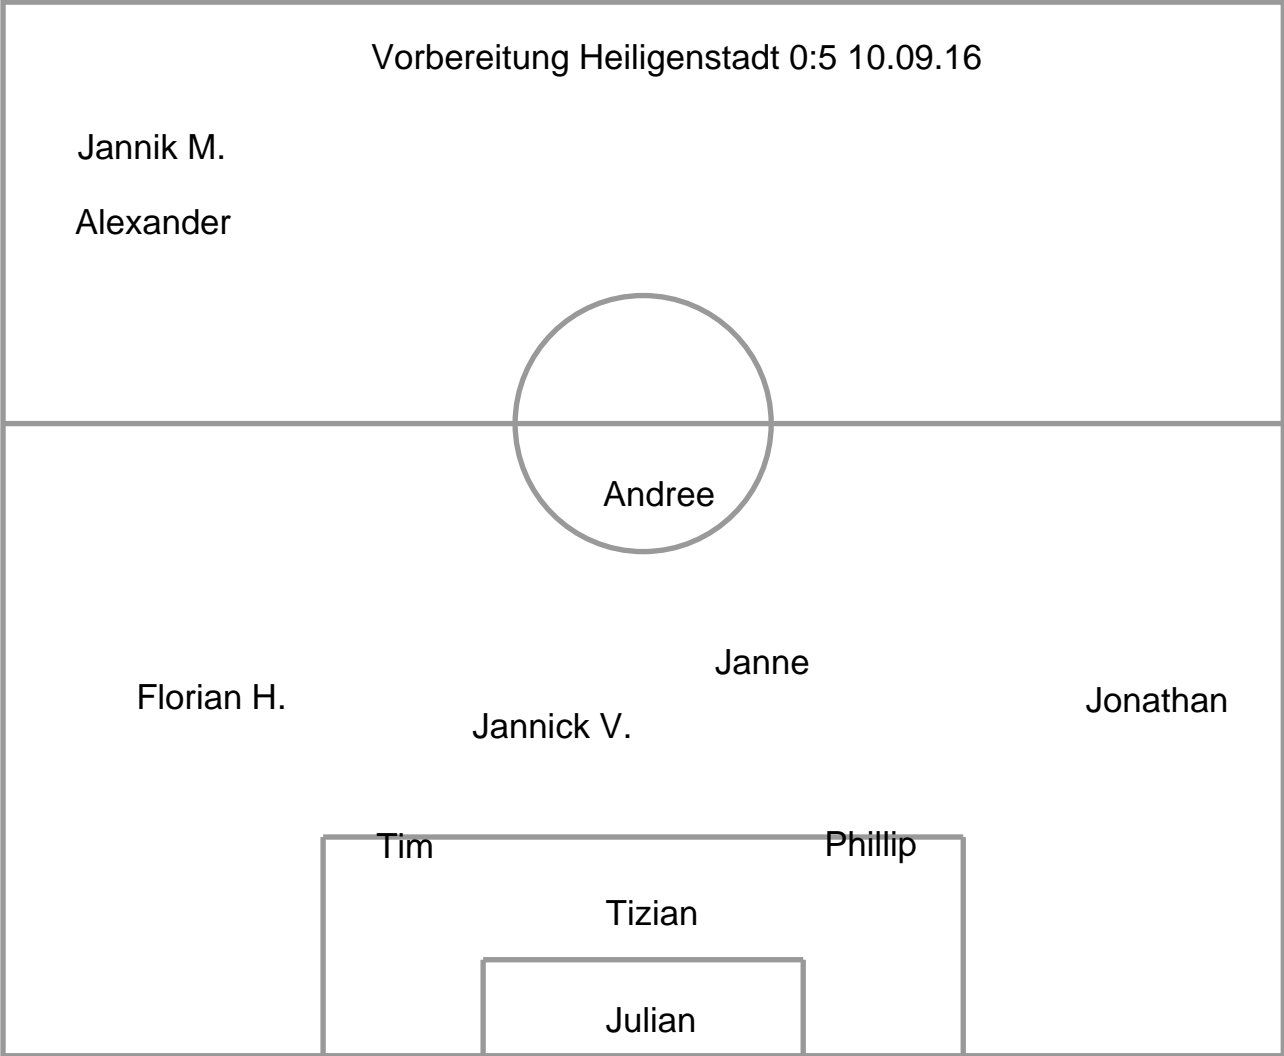 Vorbereitung Heiligenstadt 0:5 10.09.16
Jannik M.
Alexander
Andree
Janne
Florian H.
Jonathan
Jannick V.
Tim
Phillip
Tizian
Julian